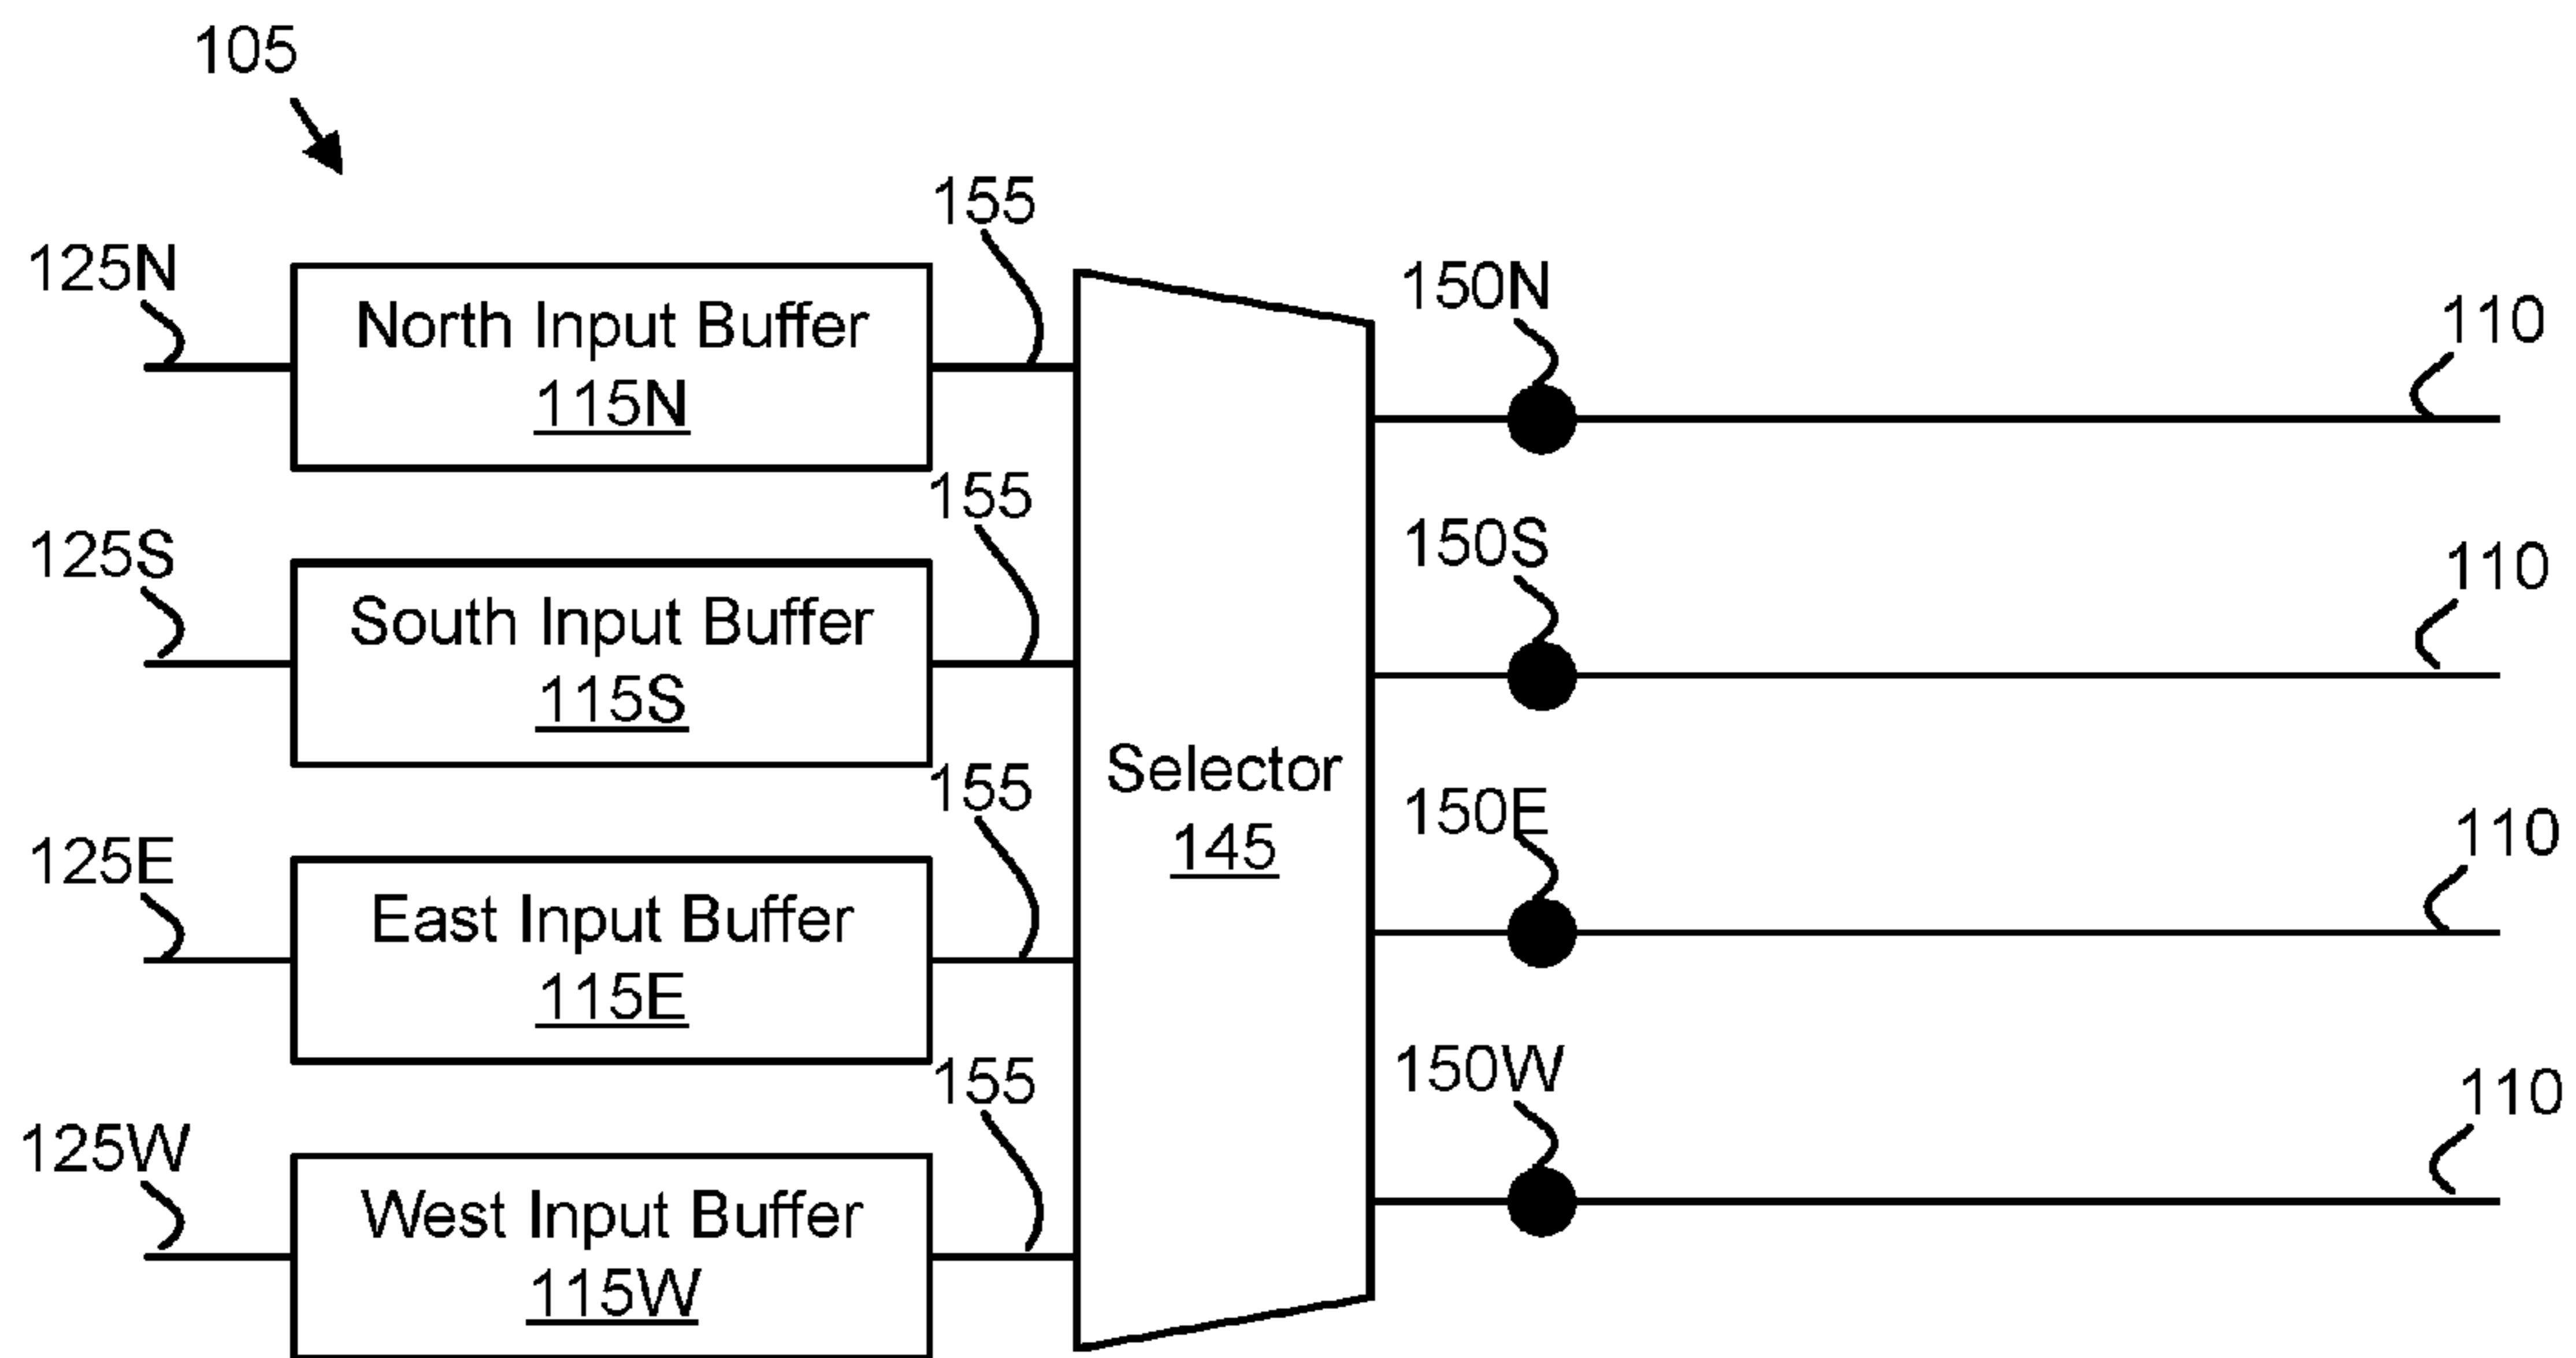 105
155
125N
North Input Buffer
115N
150N
110
155
125S
South Input Buffer
115S
150S
110
Selector
145
155
125E
East Input Buffer
115E
150E
110
155
125W
West Input Buffer
115W
150W
110